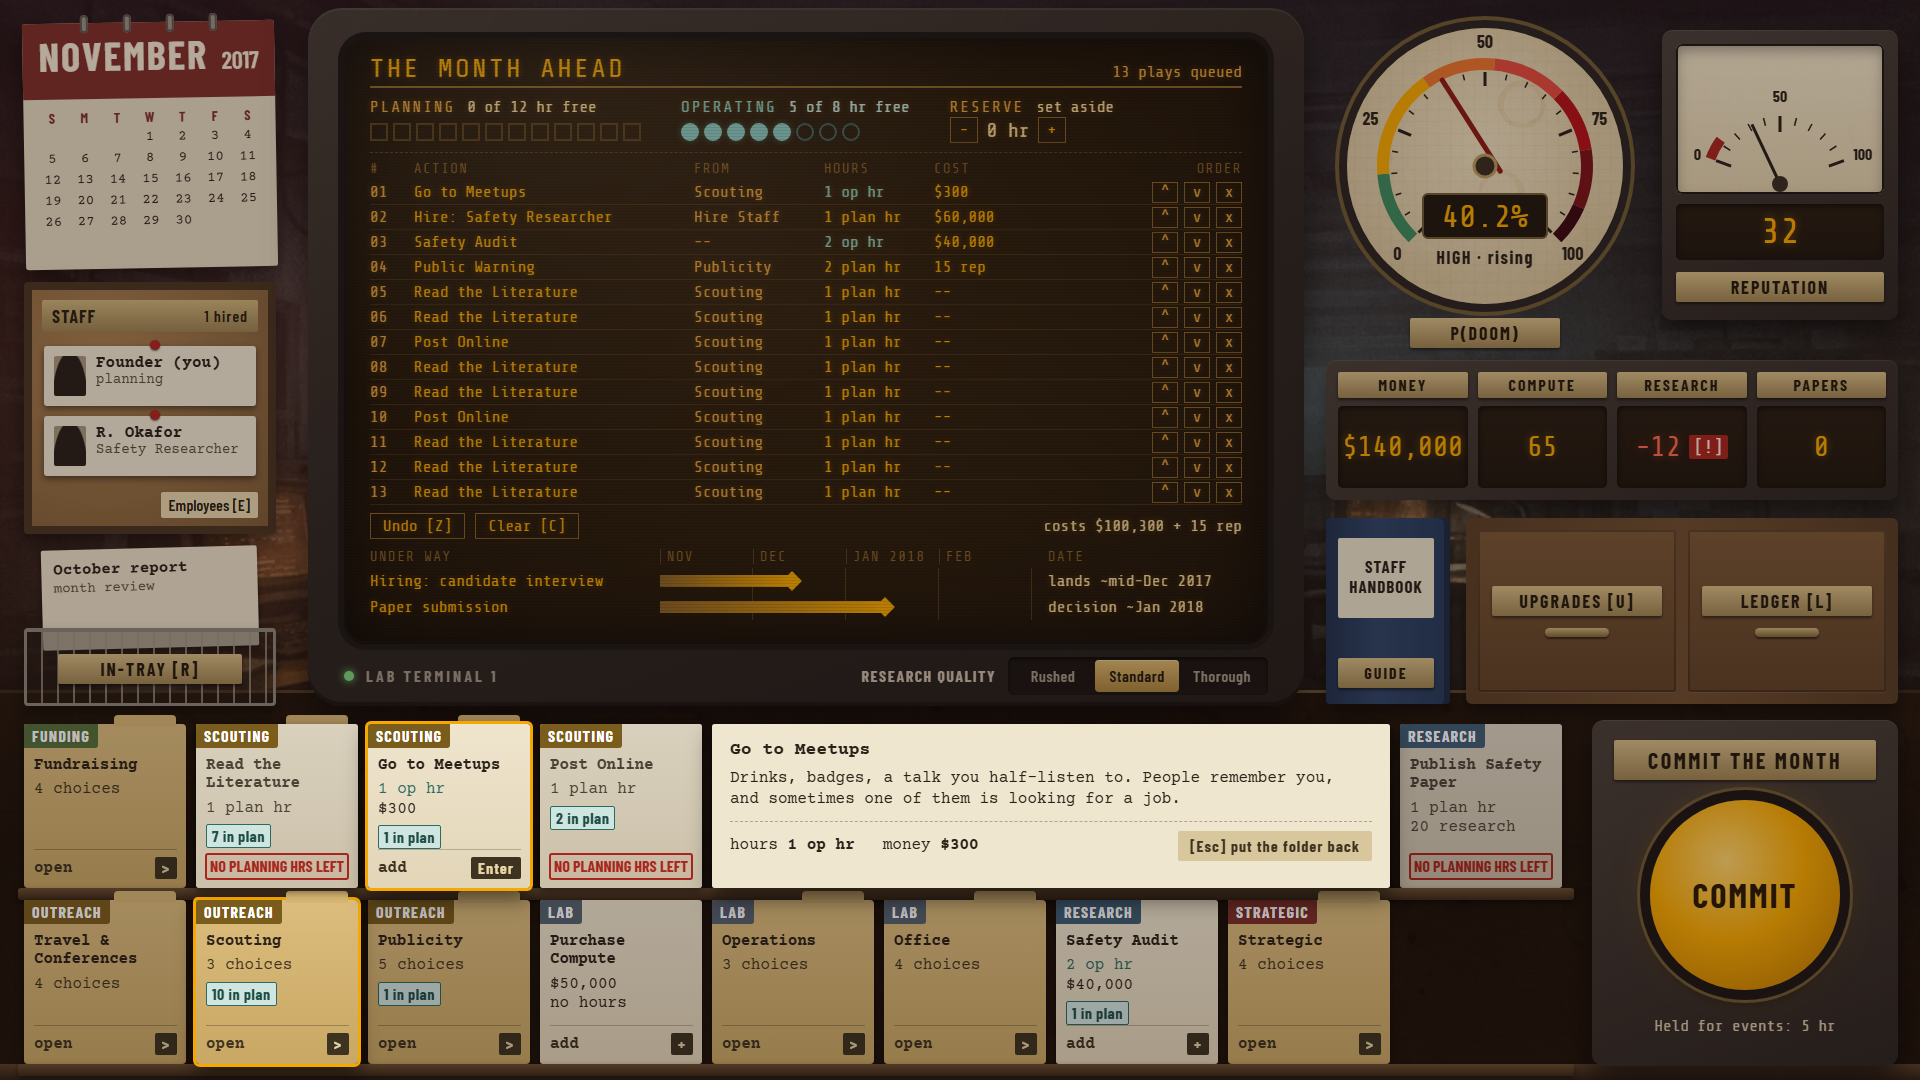 NOVEMBER 2017
S M T W T F S
1 2 3 4
5 6 7 8 9 10 11
12 13 14 15 16 17 18
19 20 21 22 23 24 25
26 27 28 29 30
STAFF 1 hired
Founder (you)
planning
R. Okafor
Safety Researcher
Employees [E]
October report
month review
IN-TRAY [R]
THE MONTH AHEAD 13 plays queued
PLANNING 0 of 12 hr free OPERATING 5 of 8 hr free RESERVE set aside
- 0 hr +
# ACTION FROM HOURS COST ORDER
01 Go to Meetups Scouting 1 op hr $300 ^ v x
02 Hire: Safety Researcher Hire Staff 1 plan hr $60,000 ^ v x
03 Safety Audit -- 2 op hr $40,000 ^ v x
04 Public Warning Publicity 2 plan hr 15 rep ^ v x
05 Read the Literature Scouting 1 plan hr -- ^ v x
06 Read the Literature Scouting 1 plan hr -- ^ v x
07 Post Online Scouting 1 plan hr -- ^ v x
08 Read the Literature Scouting 1 plan hr -- ^ v x
09 Read the Literature Scouting 1 plan hr -- ^ v x
10 Post Online Scouting 1 plan hr -- ^ v x
11 Read the Literature Scouting 1 plan hr -- ^ v x
12 Read the Literature Scouting 1 plan hr -- ^ v x
13 Read the Literature Scouting 1 plan hr -- ^ v x
Undo [Z] Clear [C] costs $100,300 + 15 rep
UNDER WAY NOV DEC JAN 2018 FEB DATE
Hiring: candidate interview lands ~mid-Dec 2017
Paper submission decision ~Jan 2018
LAB TERMINAL 1 RESEARCH QUALITY Rushed Standard Thorough
50
25 75
0 100
40.2%
HIGH · rising
P(DOOM)
50
0 100
32
REPUTATION
MONEY COMPUTE RESEARCH PAPERS
$140,000 65 -12 [!] 0
STAFF
HANDBOOK
GUIDE
UPGRADES [U] LEDGER [L]
FUNDING
Fundraising
4 choices
open >
SCOUTING
Read the
Literature
1 plan hr
7 in plan
NO PLANNING HRS LEFT
SCOUTING
Go to Meetups
1 op hr
$300
1 in plan
add Enter
SCOUTING
Post Online
1 plan hr
2 in plan
NO PLANNING HRS LEFT
Go to Meetups
Drinks, badges, a talk you half-listen to. People remember you,
and sometimes one of them is looking for a job.
hours 1 op hr money $300 [Esc] put the folder back
RESEARCH
Publish Safety
Paper
1 plan hr
20 research
NO PLANNING HRS LEFT
OUTREACH
Travel &
Conferences
4 choices
open >
OUTREACH
Scouting
3 choices
10 in plan
open >
OUTREACH
Publicity
5 choices
1 in plan
open >
LAB
Purchase
Compute
$50,000
no hours
add +
LAB
Operations
3 choices
open >
LAB
Office
4 choices
open >
RESEARCH
Safety Audit
2 op hr
$40,000
1 in plan
add +
STRATEGIC
Strategic
4 choices
open >
COMMIT THE MONTH
COMMIT
Held for events: 5 hr